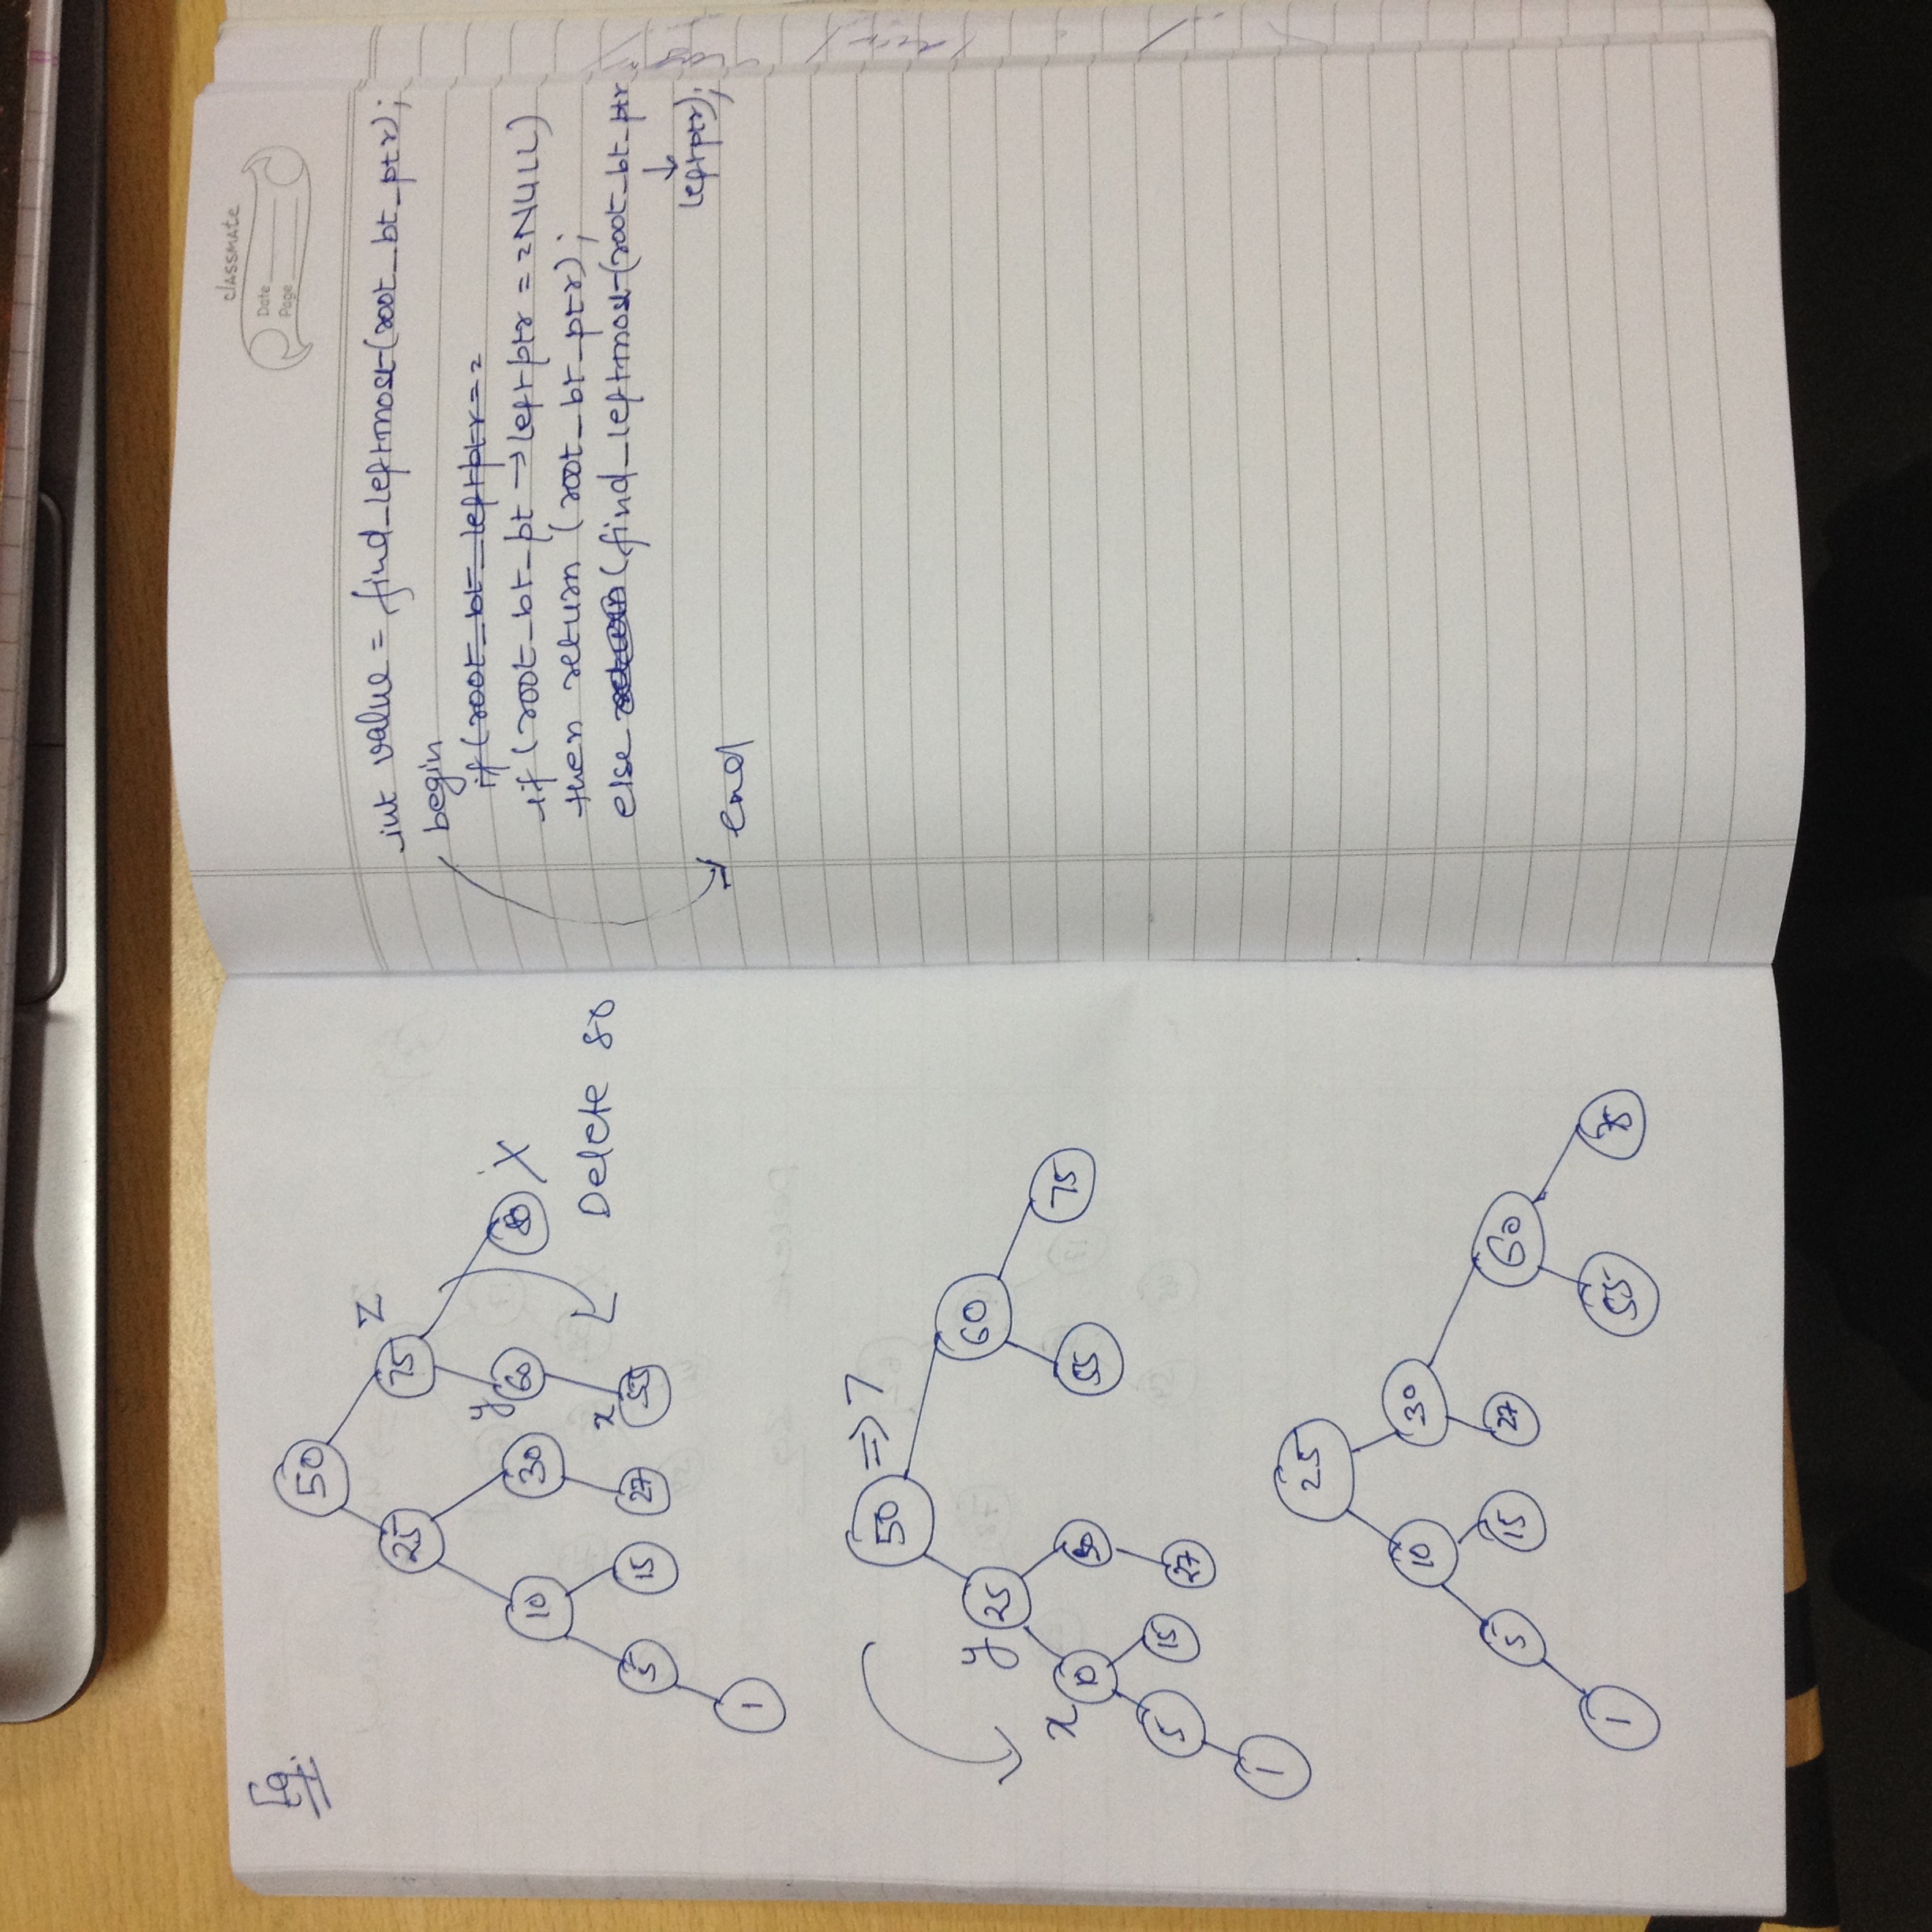 Eg:
50
25 75 z
10 30 y 60 80 X
5 15 27 x 55 Delete 80
1
50 => 7
y 25 60
x 10 30 55 75
5 15 27
1
25
10 30
5 15 27 60
1 55
classmate
Date
Page
int value = find_leftmost(root_bt_ptr);
begin
if(root_bt_leftptr==
if (root_bt_pt→leftptr==NULL)
then return (root_bt_ptr);
else (find_leftmost(root_bt_ptr
↓
leftptr);
end